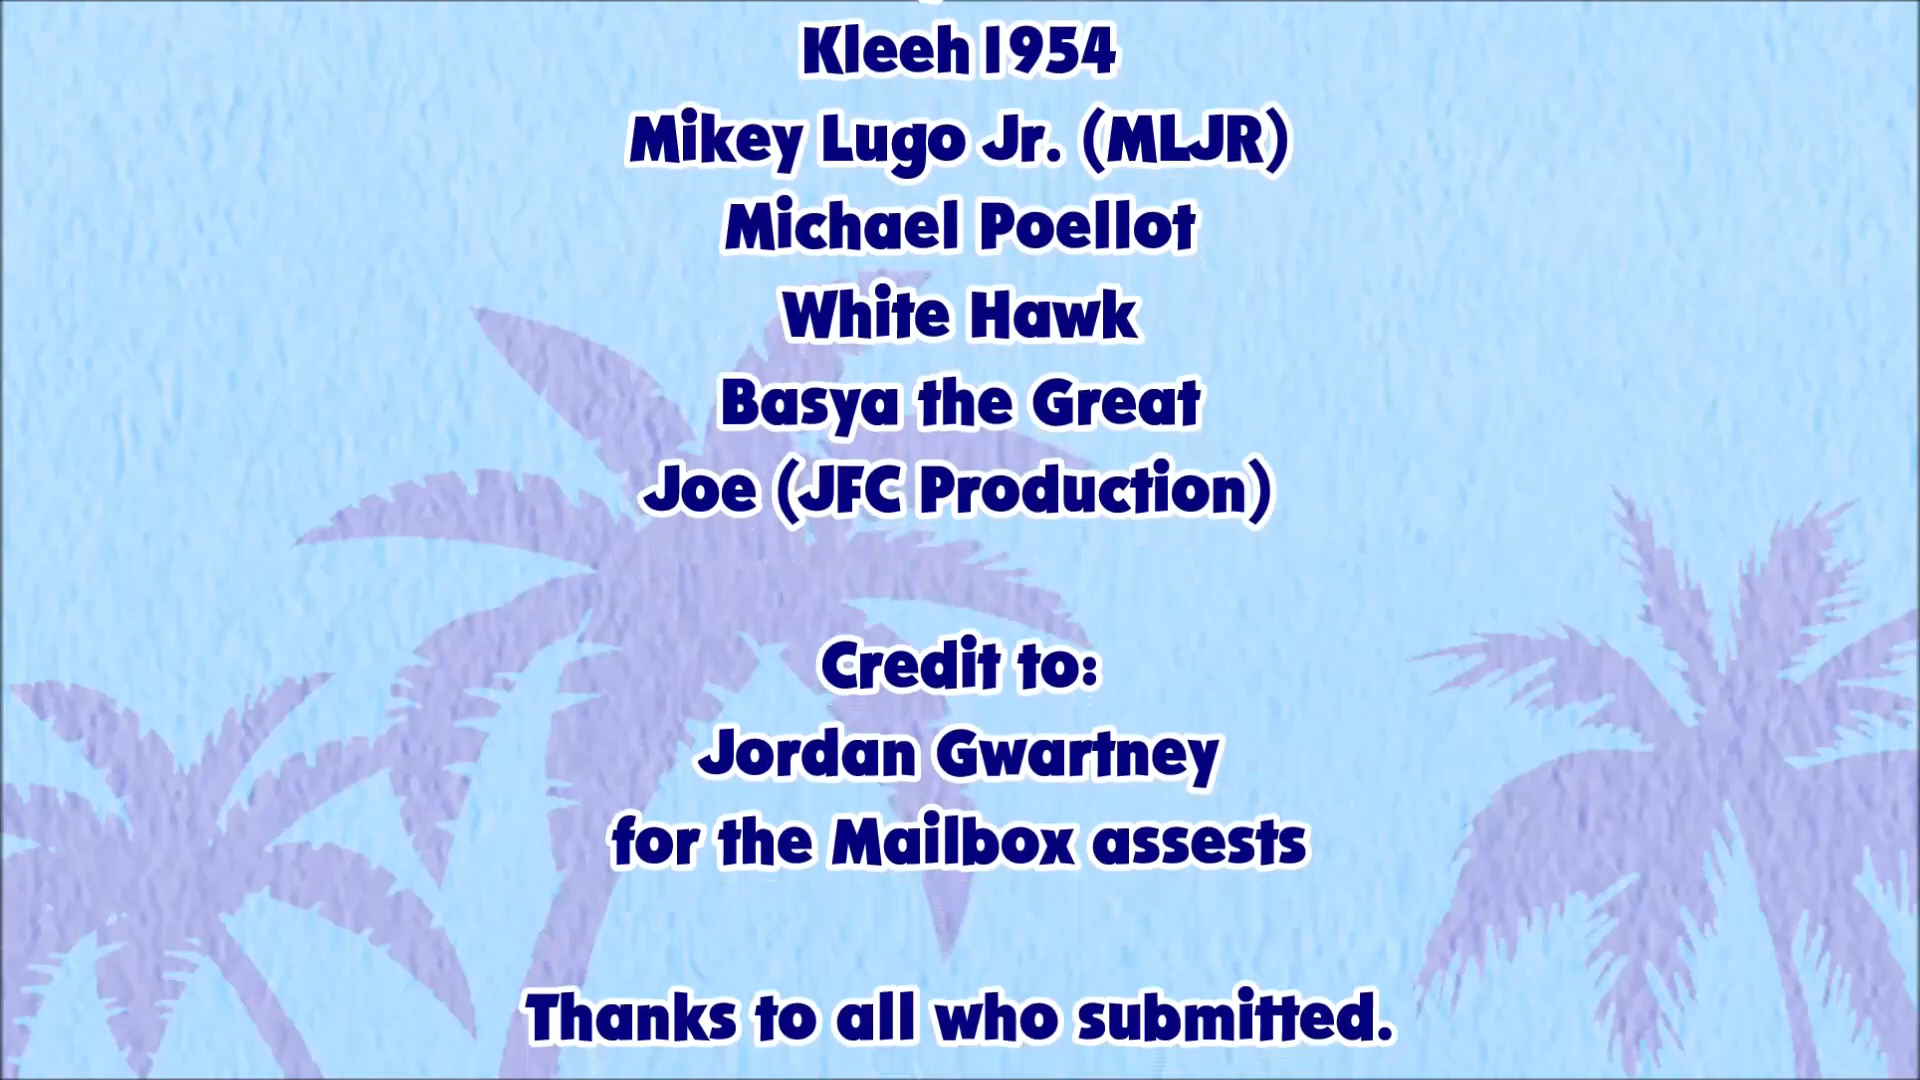 Kleeh1954
Mikey Lugo Jr. (MLJR)
Michael Poellot
White Hawk
Basya the Great
Joe (JFC Production)
Credit to:
Jordan Gwartney
for the Mailbox assests
Thanks to all who submitted.